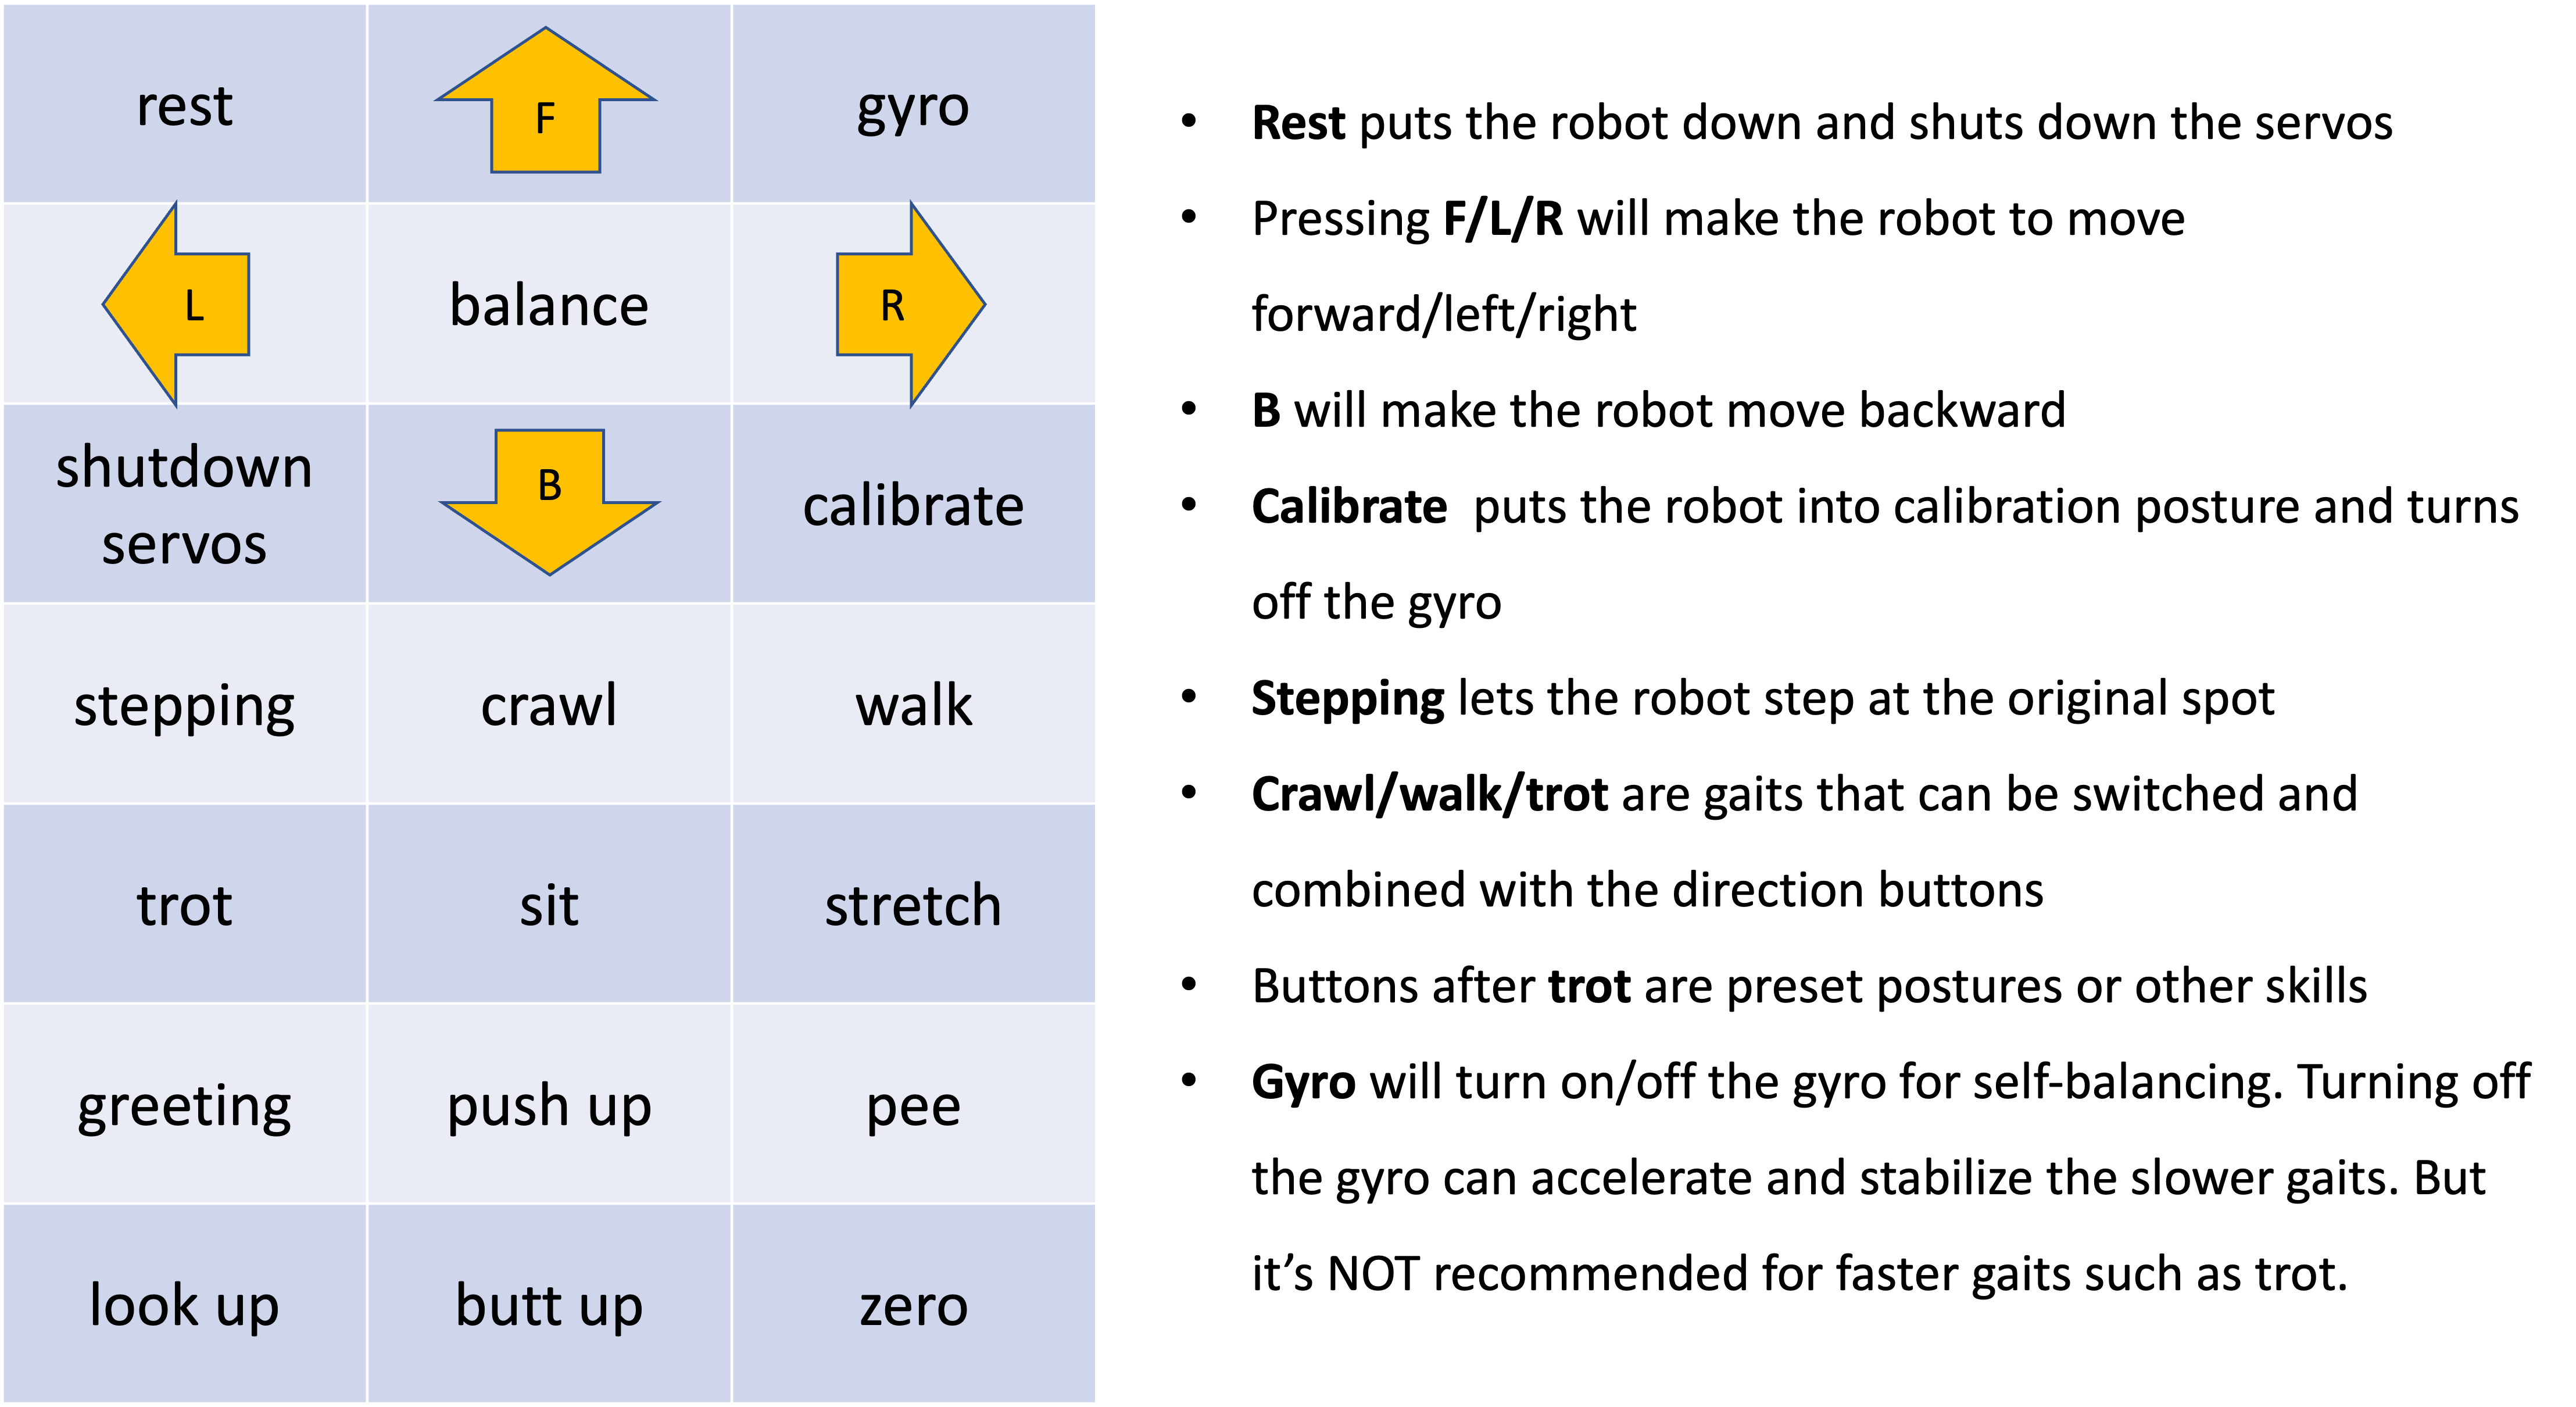 rest
F
gyro
L
balance
R
shutdown
servos
B
calibrate
stepping
crawl
walk
trot
sit
stretch
greeting
push up
pee
look up
butt up
zero
• Rest puts the robot down and shuts down the servos
• Pressing F/L/R will make the robot to move
forward/left/right
• B will make the robot move backward
• Calibrate  puts the robot into calibration posture and turns
off the gyro
• Stepping lets the robot step at the original spot
• Crawl/walk/trot are gaits that can be switched and
combined with the direction buttons
• Buttons after trot are preset postures or other skills
• Gyro will turn on/off the gyro for self-balancing. Turning off
the gyro can accelerate and stabilize the slower gaits. But
it’s NOT recommended for faster gaits such as trot.